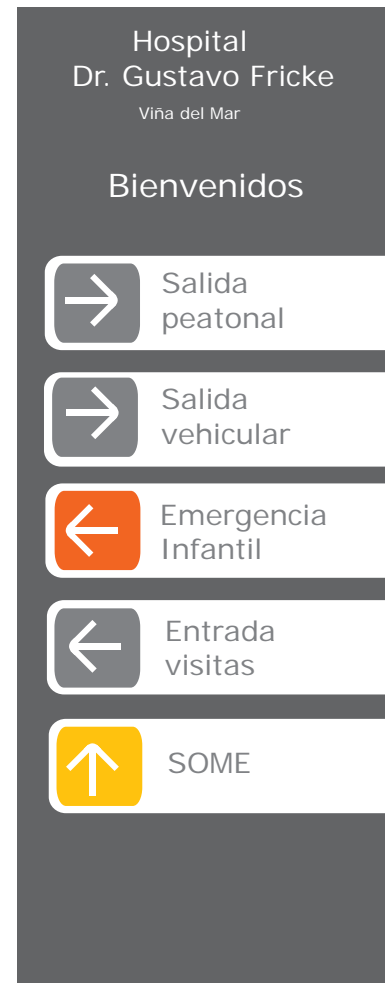 Hospital
Dr. Gustavo Fricke
Viña del Mar
Bienvenidos
Salida
peatonal
Salida
vehicular
Emergencia
Infantil
Entrada
visitas
SOME